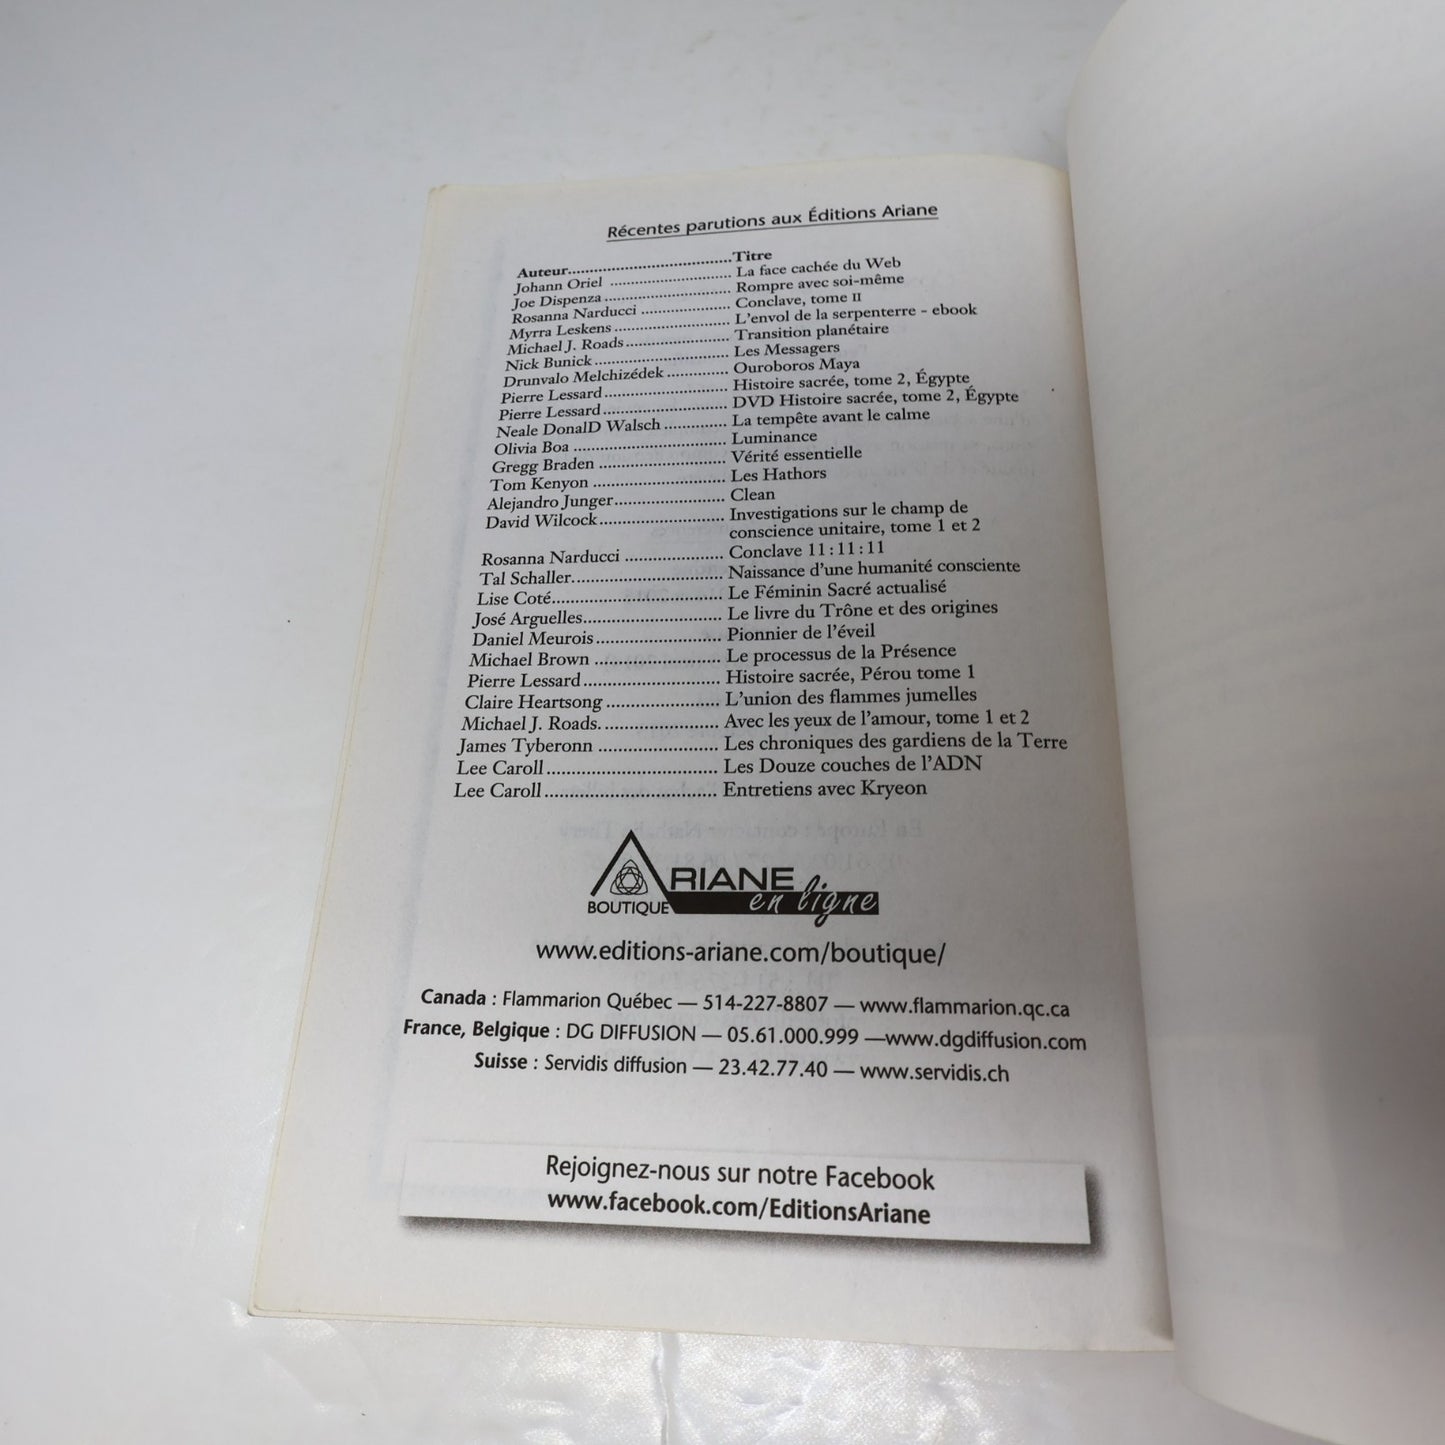 Récentes parutions aux Éditions Ariane
Auteur.....................................Titre
Johann Oriel ........................... La face cachée du Web
Joe Dispenza ........................... Rompre avec soi-même
Rosanna Narducci ................... Conclave, tome II
Myrra Leskens ......................... L'envol de la serpenterre - ebook
Michael J. Roads ...................... Transition planétaire
Nick Bunick ............................. Les Messagers
Drunvalo Melchizédek ............. Ouroboros Maya
Pierre Lessard ........................... Histoire sacrée, tome 2, Égypte
Pierre Lessard ........................... DVD Histoire sacrée, tome 2, Égypte
Neale DonalD Walsch ............. La tempête avant le calme
Olivia Boa ................................ Luminance
Gregg Braden .......................... Vérité essentielle
Tom Kenyon ........................... Les Hathors
Alejandro Junger...................... Clean
David Wilcock......................... Investigations sur le champ de
conscience unitaire, tome 1 et 2
Rosanna Narducci .................... Conclave 11 : 11 : 11
Tal Schaller.............................. Naissance d'une humanité consciente
Lise Coté.................................. Le Féminin Sacré actualisé
José Arguelles........................... Le livre du Trône et des origines
Daniel Meurois ........................ Pionnier de l'éveil
Michael Brown ........................ Le processus de la Présence
Pierre Lessard .......................... Histoire sacrée, Pérou tome 1
Claire Heartsong ..................... L'union des flammes jumelles
Michael J. Roads. ..................... Avec les yeux de l'amour, tome 1 et 2
James Tyberonn ....................... Les chroniques des gardiens de la Terre
Lee Caroll ................................ Les Douze couches de l'ADN
Lee Caroll ................................ Entretiens avec Kryeon
ARIANE
BOUTIQUE en ligne
www.editions-ariane.com/boutique/
Canada : Flammarion Québec — 514-227-8807 — www.flammarion.qc.ca
France, Belgique : DG DIFFUSION — 05.61.000.999 —www.dgdiffusion.com
Suisse : Servidis diffusion — 23.42.77.40 — www.servidis.ch
Rejoignez-nous sur notre Facebook
www.facebook.com/EditionsAriane